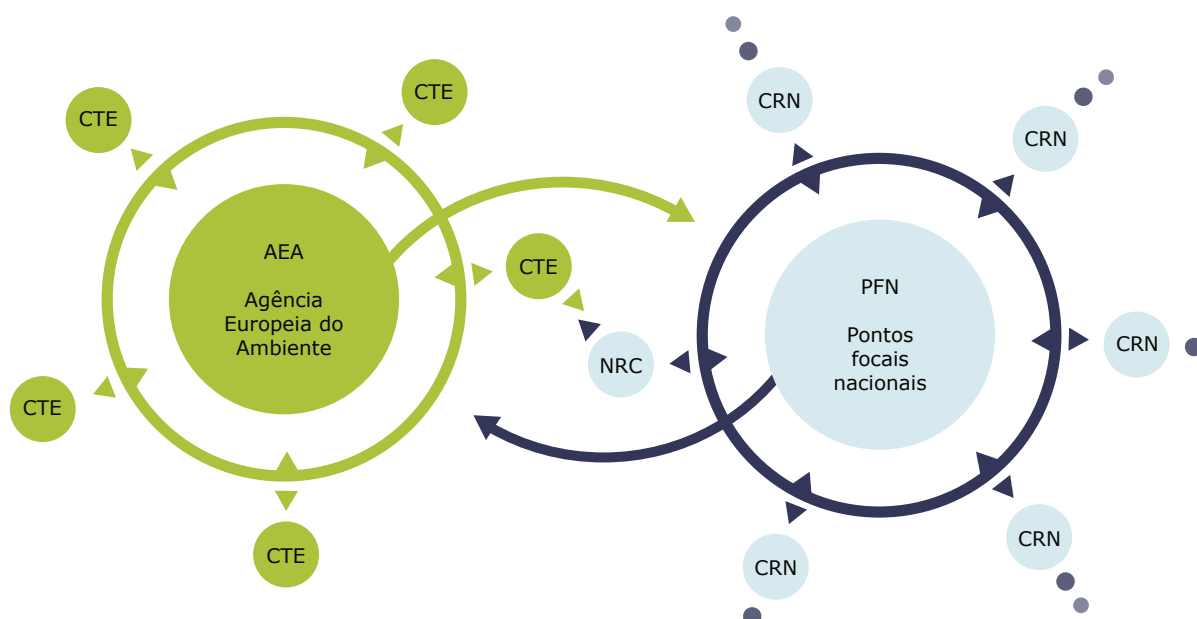 CTE
CTE
CTE
CTE
CTE
AEA
Agência
Europeia do
Ambiente
NRC
CRN
CRN
CRN
CRN
CRN
PFN
Pontos
focais
nacionais